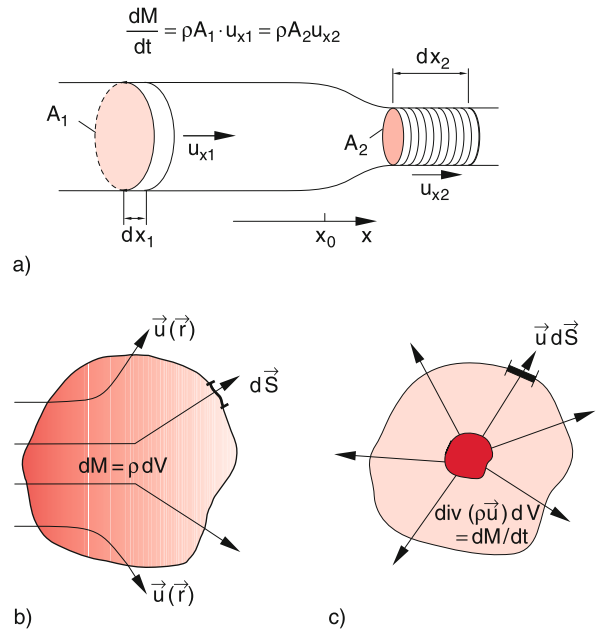 dM/dt = ρA₁ · uₓ₁ = ρA₂uₓ₂
dx₂
A₁
uₓ₁
A₂
uₓ₂
dx₁
x₀ x
a)
u⃗(r⃗)
dS⃗
dM = ρ dV
u⃗(r⃗)
b)
u⃗ dS⃗
div (ρu⃗) d V
= dM/dt
c)